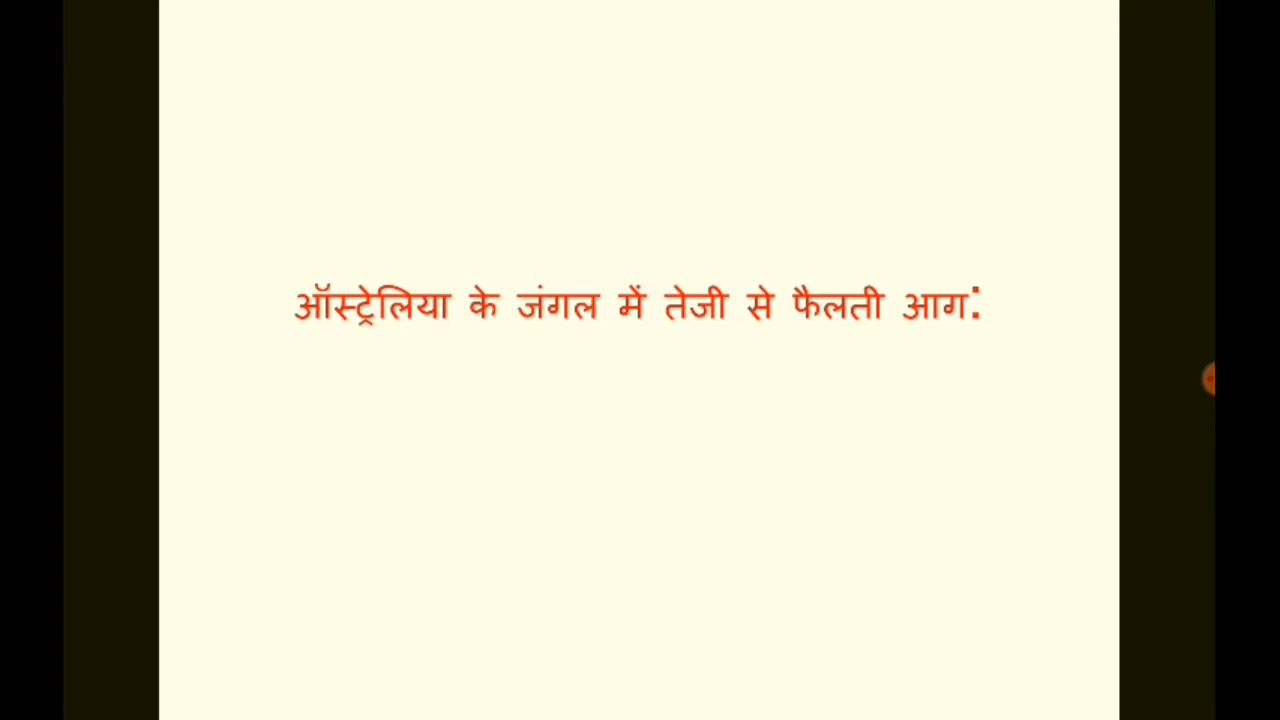 ऑस्ट्रेलिया के जंगल में तेजी से फैलती आग: